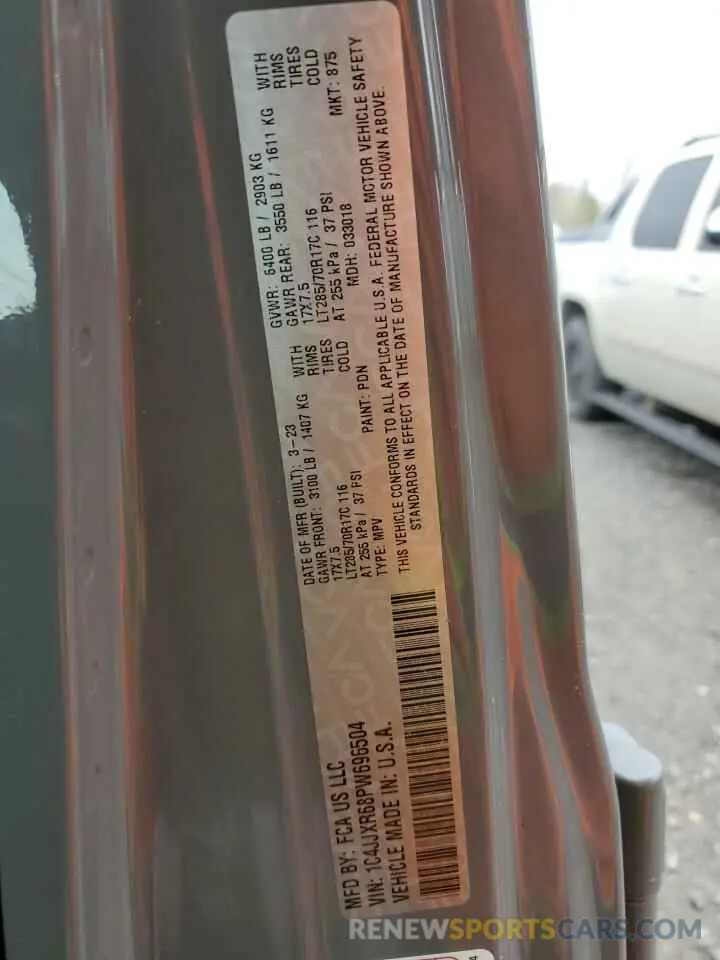 MFD BY: FCA US LLC
VIN: 1C4JJXR68PW696504
VEHICLE MADE IN: U.S.A.
DATE OF MFR (BUILT): 3-23
GVWR: 6400 LB / 2903 KG
GAWR FRONT: 3100 LB / 1407 KG WITH
17X7.5 RIMS
LT285/70R17C 116 TIRES
AT 255 kPa / 37 PSI COLD
GAWR REAR: 3550 LB / 1611 KG WITH
17X7.5 RIMS
LT285/70R17C 116 TIRES
AT 255 kPa / 37 PSI COLD
TYPE: MPV PAINT: PDN MDH: 033018 MKT: 875
THIS VEHICLE CONFORMS TO ALL APPLICABLE U.S.A. FEDERAL MOTOR VEHICLE SAFETY
STANDARDS IN EFFECT ON THE DATE OF MANUFACTURE SHOWN ABOVE.
RENEWSPORTSCARS.COM
4